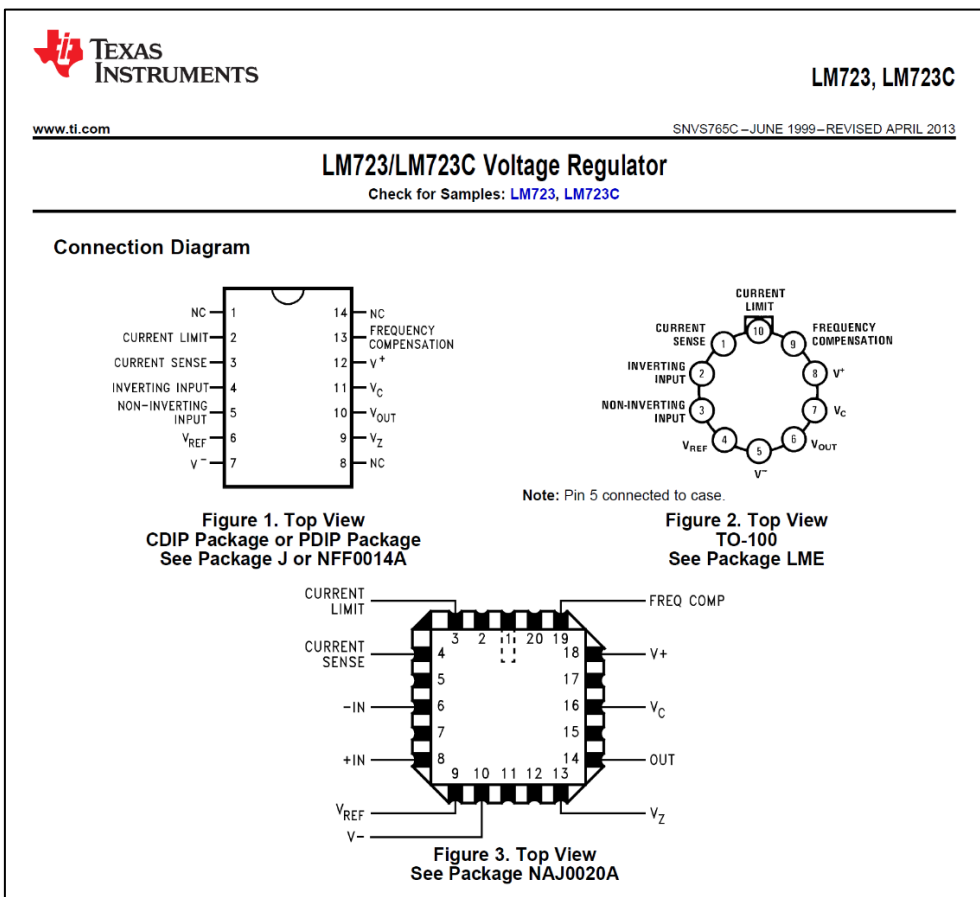 TEXAS
INSTRUMENTS
LM723, LM723C
www.ti.com
SNVS765C–JUNE 1999–REVISED APRIL 2013
LM723/LM723C Voltage Regulator
Check for Samples: LM723, LM723C
Connection Diagram
NC 1
CURRENT LIMIT 2
CURRENT SENSE 3
INVERTING INPUT 4
NON-INVERTING
INPUT 5
VREF 6
V⁻ 7
14 NC
13 FREQUENCY
COMPENSATION
12 V⁺
11 VC
10 VOUT
9 VZ
8 NC
Figure 1. Top View
CDIP Package or PDIP Package
See Package J or NFF0014A
CURRENT
LIMIT
10
CURRENT
SENSE 1
9 FREQUENCY
COMPENSATION
INVERTING
INPUT 2
8 V⁺
NON-INVERTING
INPUT 3
7 VC
VREF 4
5
V⁻
6 VOUT
Note: Pin 5 connected to case.
Figure 2. Top View
TO-100
See Package LME
CURRENT
LIMIT
FREQ COMP
3 2 1 20 19
CURRENT
SENSE
4
18 V+
5
17
-IN 6
16 VC
7
15
+IN 8
14 OUT
9 10 11 12 13
VREF
VZ
V-
Figure 3. Top View
See Package NAJ0020A